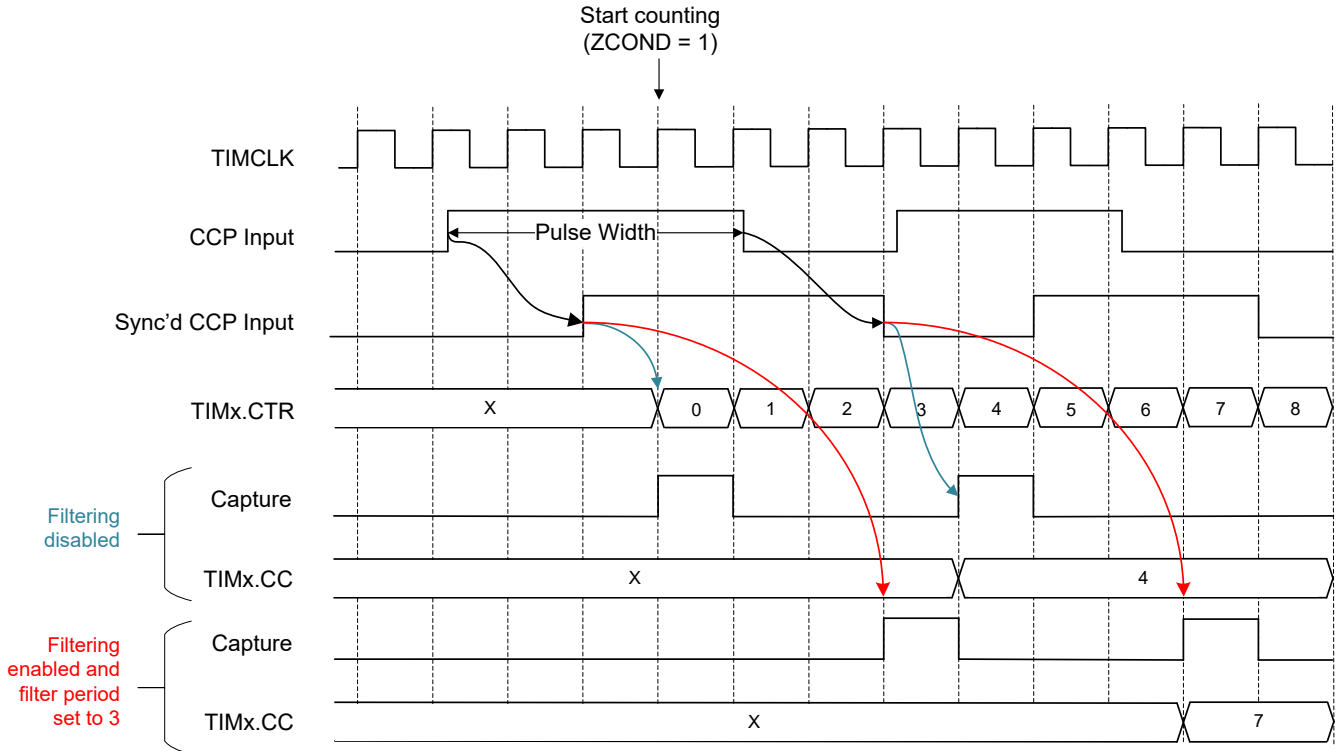 Start counting
(ZCOND = 1)
TIMCLK
CCP Input
Pulse Width
Sync’d CCP Input
TIMx.CTR
X
0
1
2
3
4
5
6
7
8
Filtering
disabled
Capture
TIMx.CC
X
4
Filtering
enabled and
filter period
set to 3
Capture
TIMx.CC
X
7